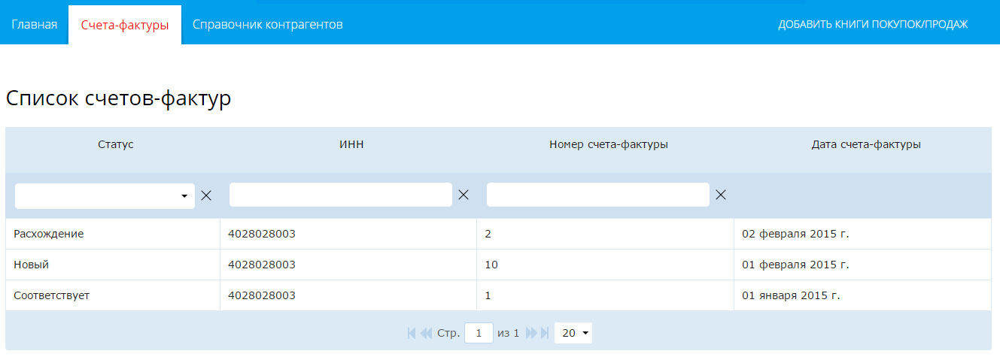 Главная Счета-фактуры Справочник контрагентов ДОБАВИТЬ КНИГИ ПОКУПОК/ПРОДАЖ
Список счетов-фактур
Статус ИНН Номер счета-фактуры Дата счета-фактуры
Расхождение 4028028003 2 02 февраля 2015 г.
Новый 4028028003 10 01 февраля 2015 г.
Соответствует 4028028003 1 01 января 2015 г.
Стр. 1 из 1 20